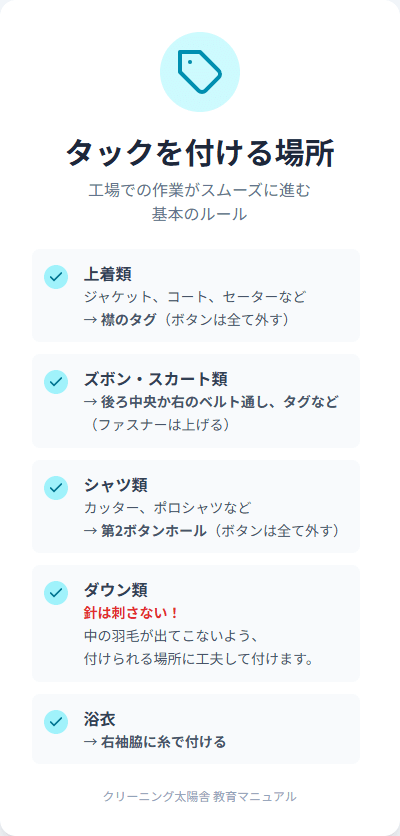 タックを付ける場所
工場での作業がスムーズに進む
基本のルール
上着類
ジャケット、コート、セーターなど
→ 襟のタグ（ボタンは全て外す）
ズボン・スカート類
→ 後ろ中央か右のベルト通し、タグなど
（ファスナーは上げる）
シャツ類
カッター、ポロシャツなど
→ 第2ボタンホール（ボタンは全て外す）
ダウン類
針は刺さない！
中の羽毛が出てこないよう、
付けられる場所に工夫して付けます。
浴衣
→ 右袖脇に糸で付ける
クリーニング太陽舎 教育マニュアル